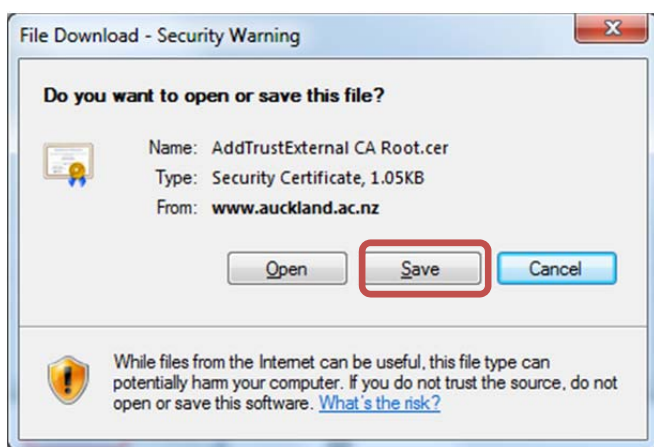 File Download - Security Warning
Do you want to open or save this file?
Name: AddTrustExternal CA Root.cer
Type: Security Certificate, 1.05KB
From: www.auckland.ac.nz
Open Save Cancel
While files from the Internet can be useful, this file type can
potentially harm your computer. If you do not trust the source, do not
open or save this software. What's the risk?